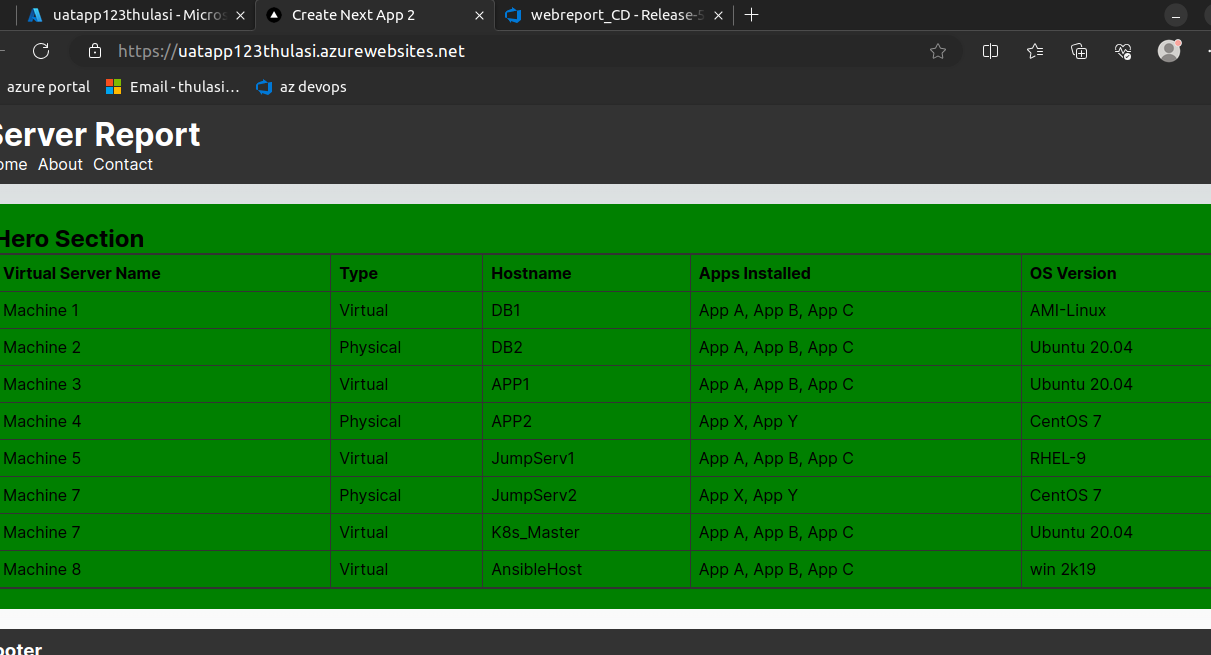 uatapp123thulasi - Micros
Create Next App 2
webreport_CD - Release-5
https://uatapp123thulasi.azurewebsites.net
azure portal
Email - thulasi...
az devops
Server Report
ome About Contact
Hero Section
Virtual Server Name Type Hostname Apps Installed OS Version
Machine 1 Virtual DB1 App A, App B, App C AMI-Linux
Machine 2 Physical DB2 App A, App B, App C Ubuntu 20.04
Machine 3 Virtual APP1 App A, App B, App C Ubuntu 20.04
Machine 4 Physical APP2 App X, App Y CentOS 7
Machine 5 Virtual JumpServ1 App A, App B, App C RHEL-9
Machine 7 Physical JumpServ2 App X, App Y CentOS 7
Machine 7 Virtual K8s_Master App A, App B, App C Ubuntu 20.04
Machine 8 Virtual AnsibleHost App A, App B, App C win 2k19
ooter